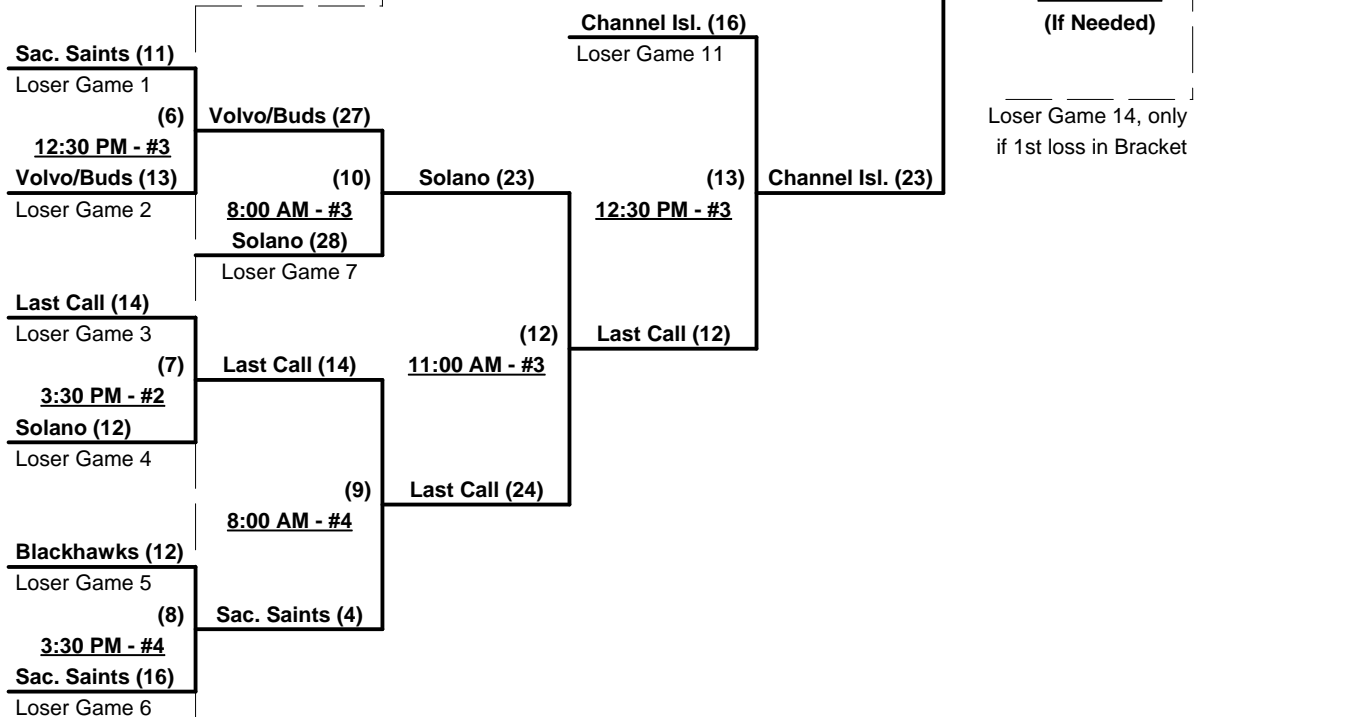 Channel Isl. (16)
(If Needed)
Sac. Saints (11)
Loser Game 11
Loser Game 1
(6)
Volvo/Buds (27)
Loser Game 14, only
12:30 PM - #3
if 1st loss in Bracket
Volvo/Buds (13)
(10)
Solano (23)
(13)
Channel Isl. (23)
Loser Game 2
8:00 AM - #3
12:30 PM - #3
Solano (28)
Loser Game 7
Last Call (14)
Loser Game 3
(12)
Last Call (12)
(7)
Last Call (14)
11:00 AM - #3
3:30 PM - #2
Solano (12)
Loser Game 4
(9)
Last Call (24)
8:00 AM - #4
Blackhawks (12)
Loser Game 5
(8)
Sac. Saints (4)
3:30 PM - #4
Sac. Saints (16)
Loser Game 6